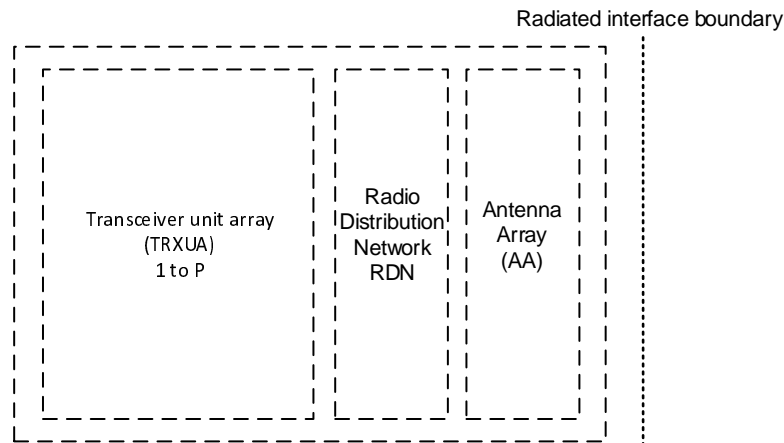 Radiated interface boundary
Transceiver unit array
(TRXUA)
1 to P
Radio
Distribution
Network
RDN
Antenna
Array
(AA)